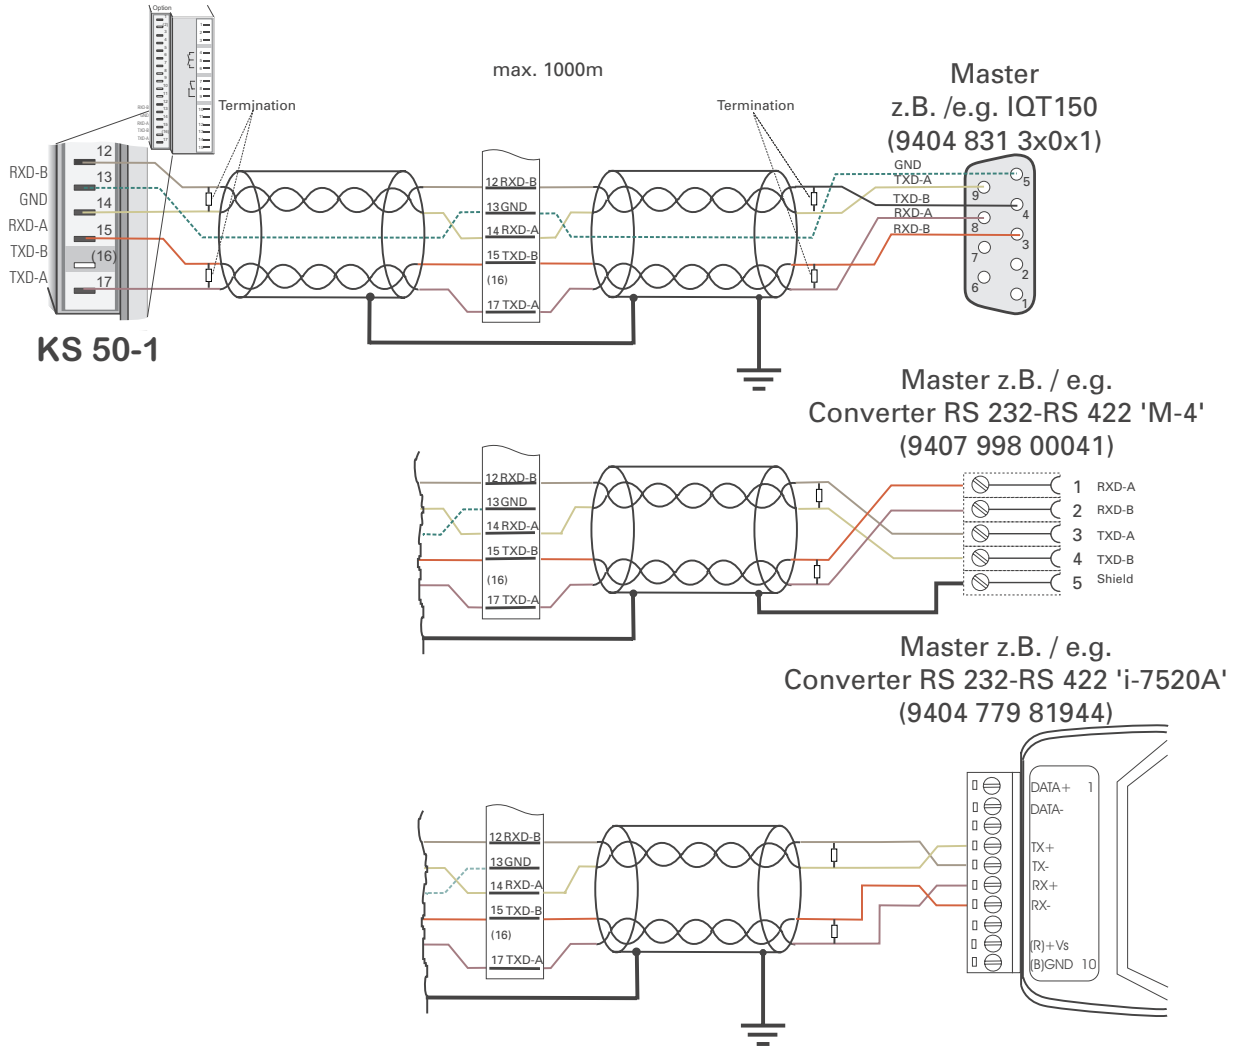 Option
max. 1000m
Termination
Termination
Master
z.B. /e.g. IQT150
(9404 831 3x0x1)
RXD-B
GND
RXD-A
TXD-B
TXD-A
12
13
14
15
(16)
17
KS 50-1
12 RXD-B
13 GND
14 RXD-A
15 TXD-B
(16)
17 TXD-A
GND
TXD-A
TXD-B
RXD-A
RXD-B
5
9
4
8
3
7
2
6
1
Master z.B. / e.g.
Converter RS 232-RS 422 'M-4'
(9407 998 00041)
12 RXD-B
13 GND
14 RXD-A
15 TXD-B
(16)
17 TXD-A
1 RXD-A
2 RXD-B
3 TXD-A
4 TXD-B
5 Shield
Master z.B. / e.g.
Converter RS 232-RS 422 'i-7520A'
(9404 779 81944)
12 RXD-B
13 GND
14 RXD-A
15 TXD-B
(16)
17 TXD-A
DATA+ 1
DATA-
TX+
TX-
RX+
RX-
(R)+Vs
(B)GND 10